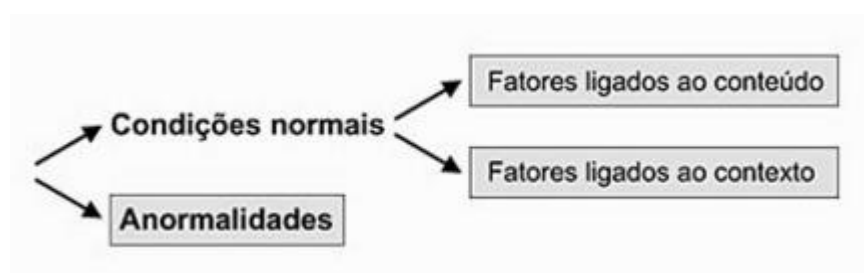 Fatores ligados ao conteúdo
Condições normais
Fatores ligados ao contexto
Anormalidades